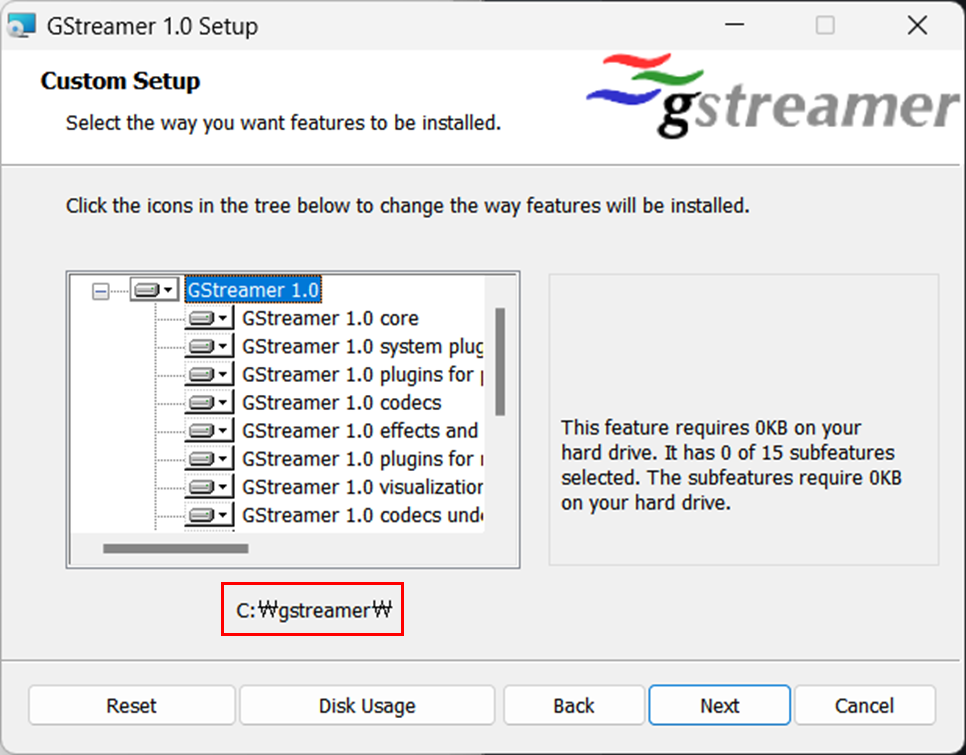 GStreamer 1.0 Setup
Custom Setup
Select the way you want features to be installed.
gstreamer
Click the icons in the tree below to change the way features will be installed.
GStreamer 1.0
GStreamer 1.0 core
GStreamer 1.0 system plug
GStreamer 1.0 plugins for
GStreamer 1.0 codecs
GStreamer 1.0 effects and
GStreamer 1.0 plugins for
GStreamer 1.0 visualization
GStreamer 1.0 codecs unde
This feature requires 0KB on your
hard drive. It has 0 of 15 subfeatures
selected. The subfeatures require 0KB
on your hard drive.
C:₩gstreamer₩
Reset
Disk Usage
Back
Next
Cancel